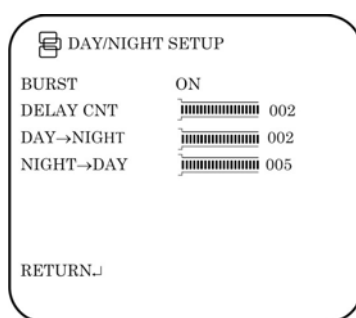 DAY/NIGHT SETUP
BURST ON
DELAY CNT 002
DAY→NIGHT 002
NIGHT→DAY 005
RETURN↵